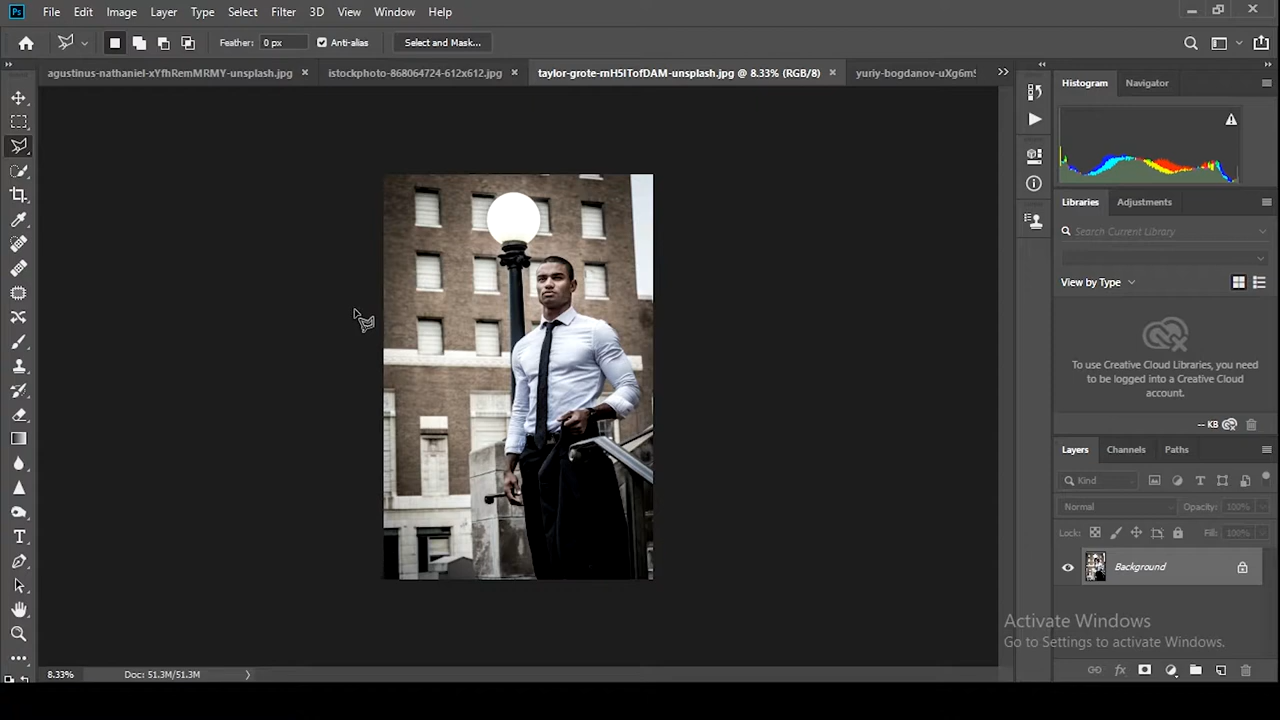 Ps File Edit Image Layer Type Select Filter 3D View Window Help
Feather: 0 px Anti-alias Select and Mask...
agustinus-nathaniel-xYfhRemMRMY-unsplash.jpg × istockphoto-868064724-612x612.jpg × taylor-grote-rnH5ITofDAM-unsplash.jpg @ 8.33% (RGB/8) × yuriy-bogdanov-uXg6m5
Histogram Navigator
Libraries Adjustments
Search Current Library
View by Type
To use Creative Cloud Libraries, you need
to be logged into a Creative Cloud
account.
-- KB
Layers Channels Paths
Kind
Normal Opacity: 100%
Lock: Fill: 100%
Background
Activate Windows
Go to Settings to activate Windows.
8.33% Doc: 51.3M/51.3M